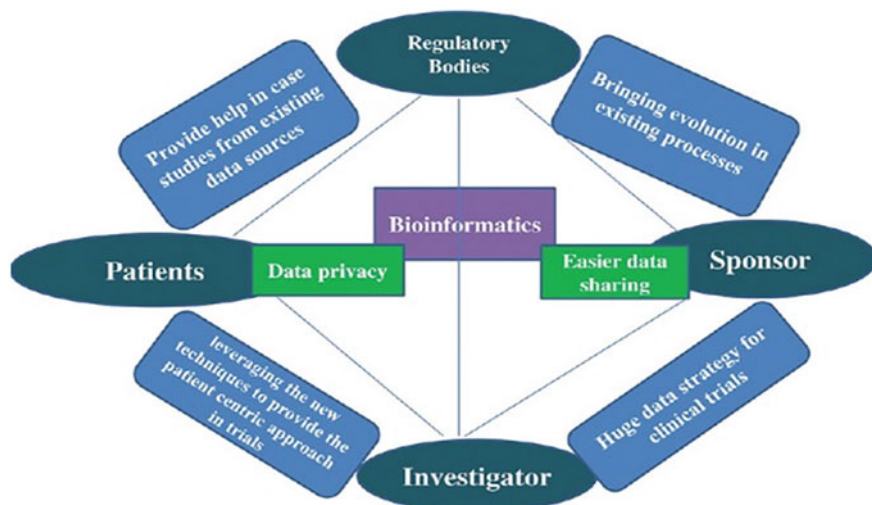 Regulatory
Bodies
Provide help in case
studies from existing
data sources
Bringing evolution in
existing processes
Bioinformatics
Patients
Data privacy
Easier data
sharing
Sponsor
leveraging the new
techniques to provide the
patient centric approach
in trials
Huge data strategy for
clinical trials
Investigator